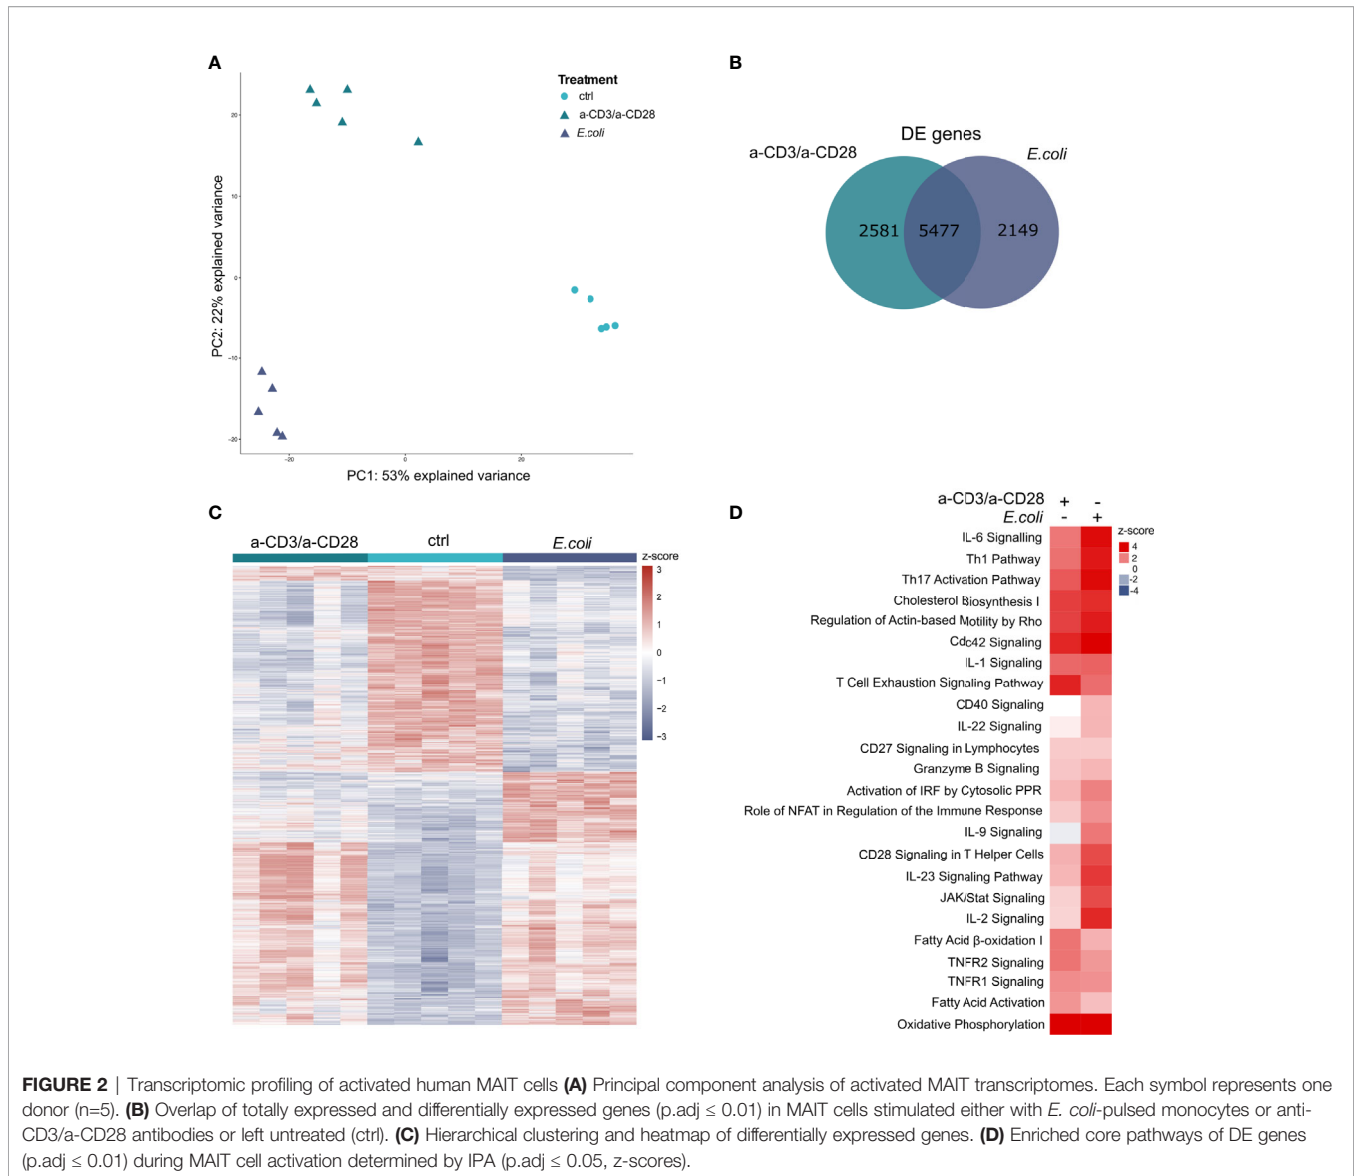 A
Treatment
ctrl
a-CD3/a-CD28
E.coli
20
10
0
−10
−20
PC2: 22% explained variance
−20
0
20
PC1: 53% explained variance
B
DE genes
a-CD3/a-CD28
E.coli
2581
5477
2149
C
a-CD3/a-CD28
ctrl
E.coli
z-score
3
2
1
0
−1
−2
−3
D
a-CD3/a-CD28 + -
E.coli - +
z-score
4
2
0
-2
-4
IL-6 Signalling
Th1 Pathway
Th17 Activation Pathway
Cholesterol Biosynthesis I
Regulation of Actin-based Motility by Rho
Cdc42 Signaling
IL-1 Signaling
T Cell Exhaustion Signaling Pathway
CD40 Signaling
IL-22 Signaling
CD27 Signaling in Lymphocytes
Granzyme B Signaling
Activation of IRF by Cytosolic PPR
Role of NFAT in Regulation of the Immune Response
IL-9 Signaling
CD28 Signaling in T Helper Cells
IL-23 Signaling Pathway
JAK/Stat Signaling
IL-2 Signaling
Fatty Acid β-oxidation I
TNFR2 Signaling
TNFR1 Signaling
Fatty Acid Activation
Oxidative Phosphorylation
FIGURE 2 | Transcriptomic profiling of activated human MAIT cells (A) Principal component analysis of activated MAIT transcriptomes. Each symbol represents one
donor (n=5). (B) Overlap of totally expressed and differentially expressed genes (p.adj ≤ 0.01) in MAIT cells stimulated either with E. coli-pulsed monocytes or anti-
CD3/a-CD28 antibodies or left untreated (ctrl). (C) Hierarchical clustering and heatmap of differentially expressed genes. (D) Enriched core pathways of DE genes
(p.adj ≤ 0.01) during MAIT cell activation determined by IPA (p.adj ≤ 0.05, z-scores).